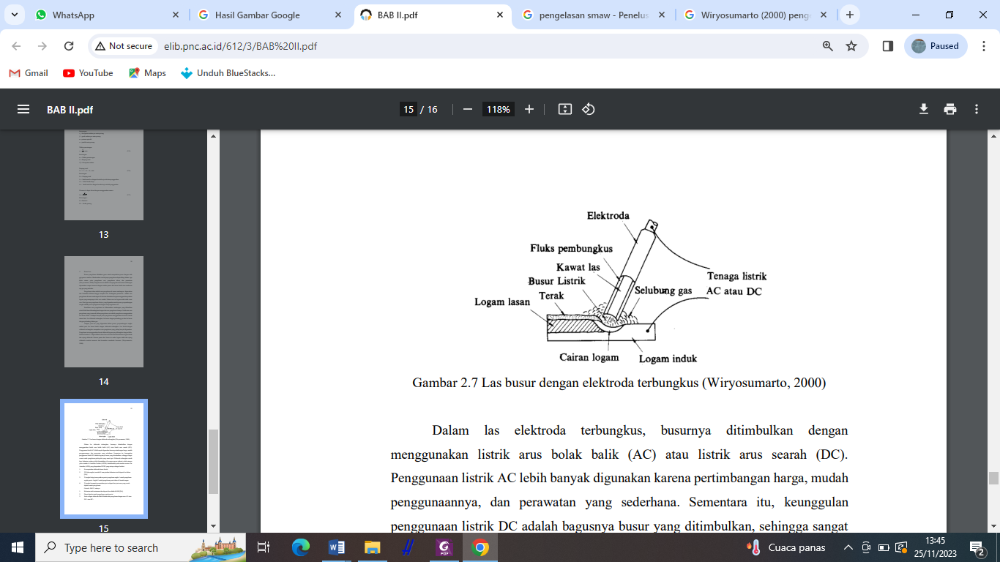 WhatsApp
Hasil Gambar Google
BAB II.pdf
pengelasan smaw - Penelus
Wiryosumarto (2000) peng
Not secure
elib.pnc.ac.id/612/3/BAB%20II.pdf
Paused
Gmail
YouTube
Maps
Unduh BlueStacks...
BAB II.pdf
15 / 16
118%
13
14
15
Elektroda
Fluks pembungkus
Kawat las
Busur Listrik
Terak
Logam lasan
Selubung gas
Tenaga listrik
AC atau DC
Cairan logam
Logam induk
Gambar 2.7 Las busur dengan elektroda terbungkus (Wiryosumarto, 2000)
Dalam las elektroda terbungkus, busurnya ditimbulkan dengan
menggunakan listrik arus bolak balik (AC) atau listrik arus searah (DC).
Penggunaan listrik AC lebih banyak digunakan karena pertimbangan harga, mudah
penggunaannya, dan perawatan yang sederhana. Sementara itu, keunggulan
penggunaan listrik DC adalah bagusnya busur yang ditimbulkan, sehingga sangat
Type here to search
PDF
Cuaca panas
13:45
25/11/2023
2